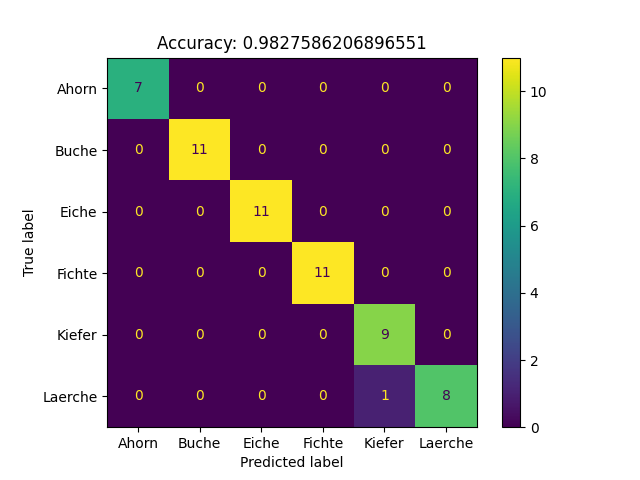 Accuracy: 0.9827586206896551
Ahorn 7 0 0 0 0 0
Buche 0 11 0 0 0 0
Eiche 0 0 11 0 0 0
Fichte 0 0 0 11 0 0
Kiefer 0 0 0 0 9 0
Laerche 0 0 0 0 1 8
Ahorn Buche Eiche Fichte Kiefer Laerche
Predicted label
True label
10
8
6
4
2
0